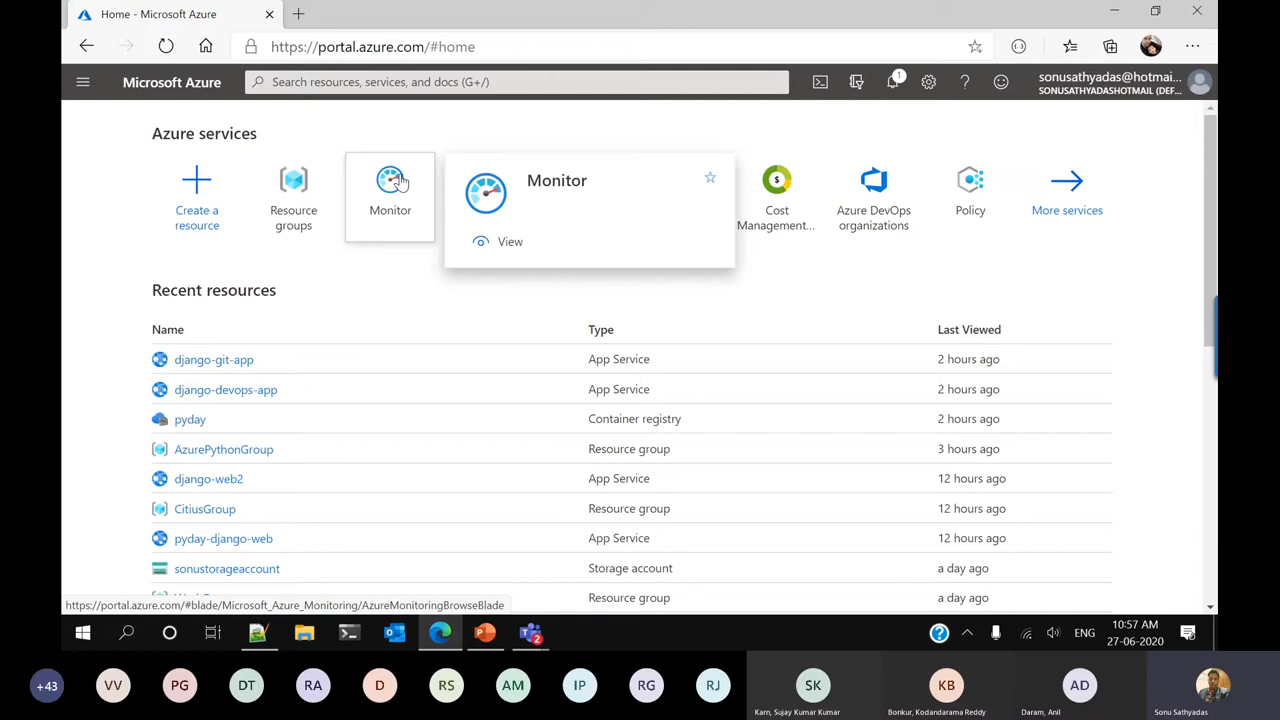 Home - Microsoft Azure
https://portal.azure.com/#home
Microsoft Azure
Search resources, services, and docs (G+/)
1
sonusathyadas@hotmai...
SONUSATHYADASHOTMAIL (DEF...
Azure services
Create a
resource
Resource
groups
Monitor
Monitor
View
Cost
Management...
Azure DevOps
organizations
Policy
More services
Recent resources
Name Type Last Viewed
django-git-app App Service 2 hours ago
django-devops-app App Service 2 hours ago
pyday Container registry 2 hours ago
AzurePythonGroup Resource group 3 hours ago
django-web2 App Service 12 hours ago
CitiusGroup Resource group 12 hours ago
pyday-django-web App Service 12 hours ago
sonustorageaccount Storage account a day ago
Resource group a day ago
https://portal.azure.com/#blade/Microsoft_Azure_Monitoring/AzureMonitoringBrowseBlade
2
ENG
10:57 AM
27-06-2020
+43 VV PG DT RA D RS AM IP RG RJ SK KB AD
Karn, Sujay Kumar Kumar Bonkur, Kodandarama Reddy Daram, Anil Sonu Sathyadas